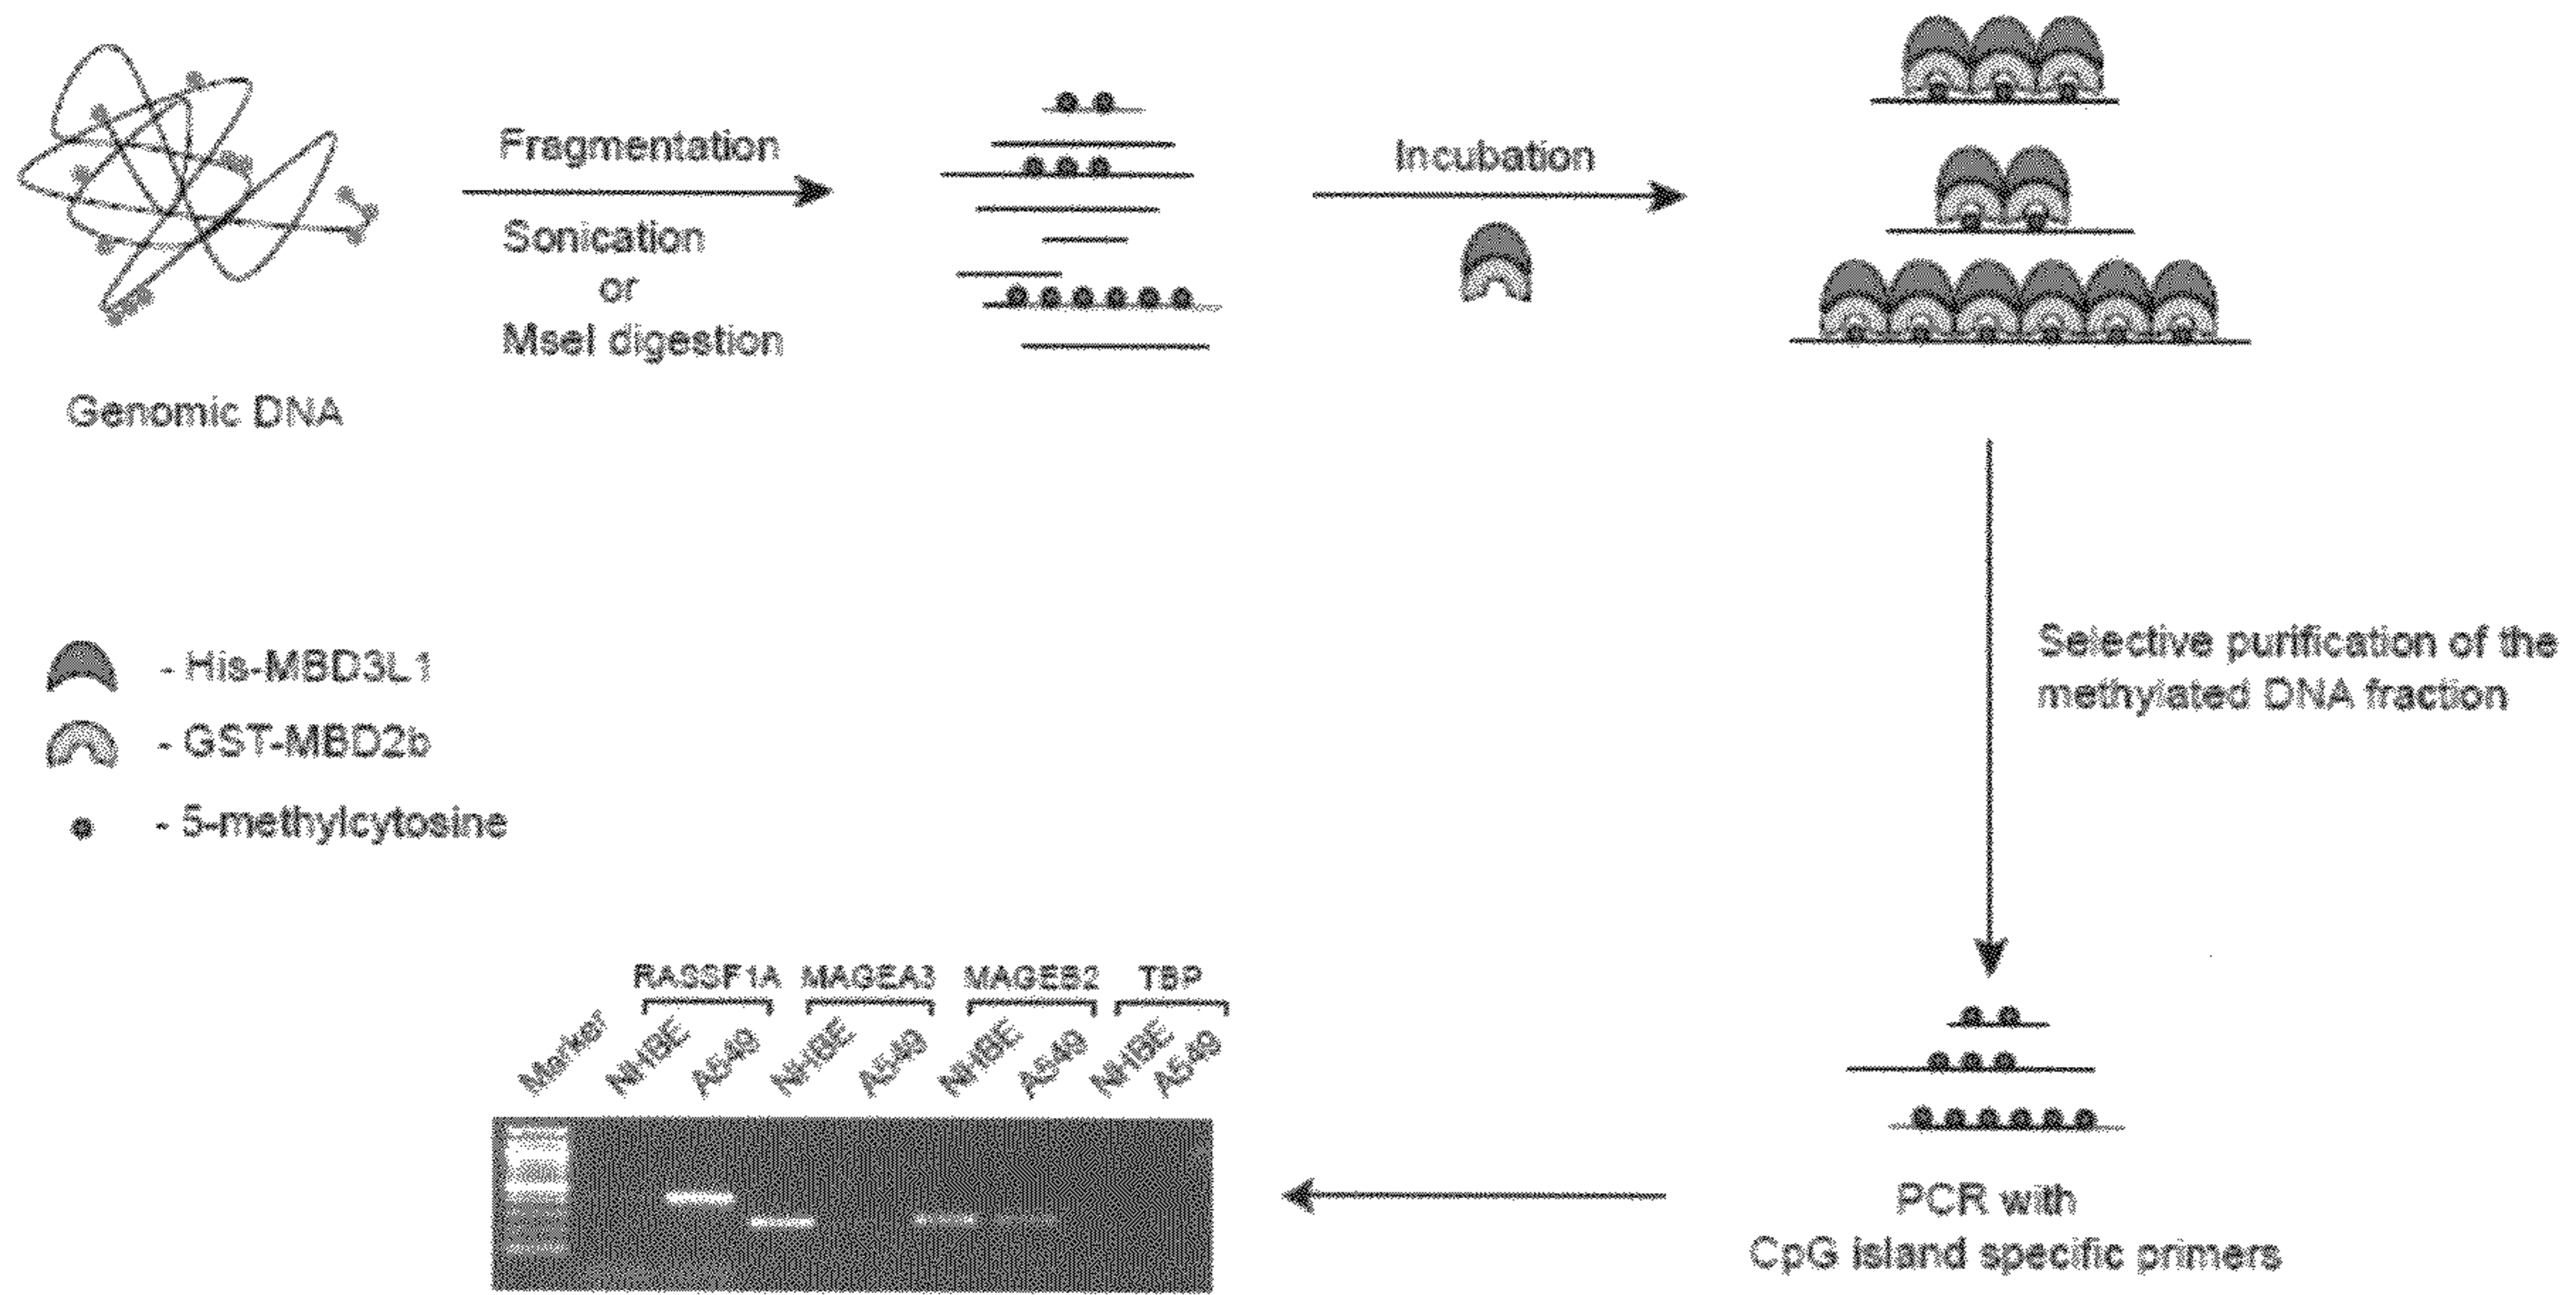 Fragmentation
Sonication
or
MseI digestion
Genomic DNA
Incubation
Selective purification of the
methylated DNA fraction
- His-MBD3L1
- GST-MBD2b
- 5-methylcytosine
RASSF1A MAGEA3 MAGEB2 TBP
Marker NHBE A549 NHBE A549 NHBE A549 NHBE A549
PCR with
CpG island specific primers